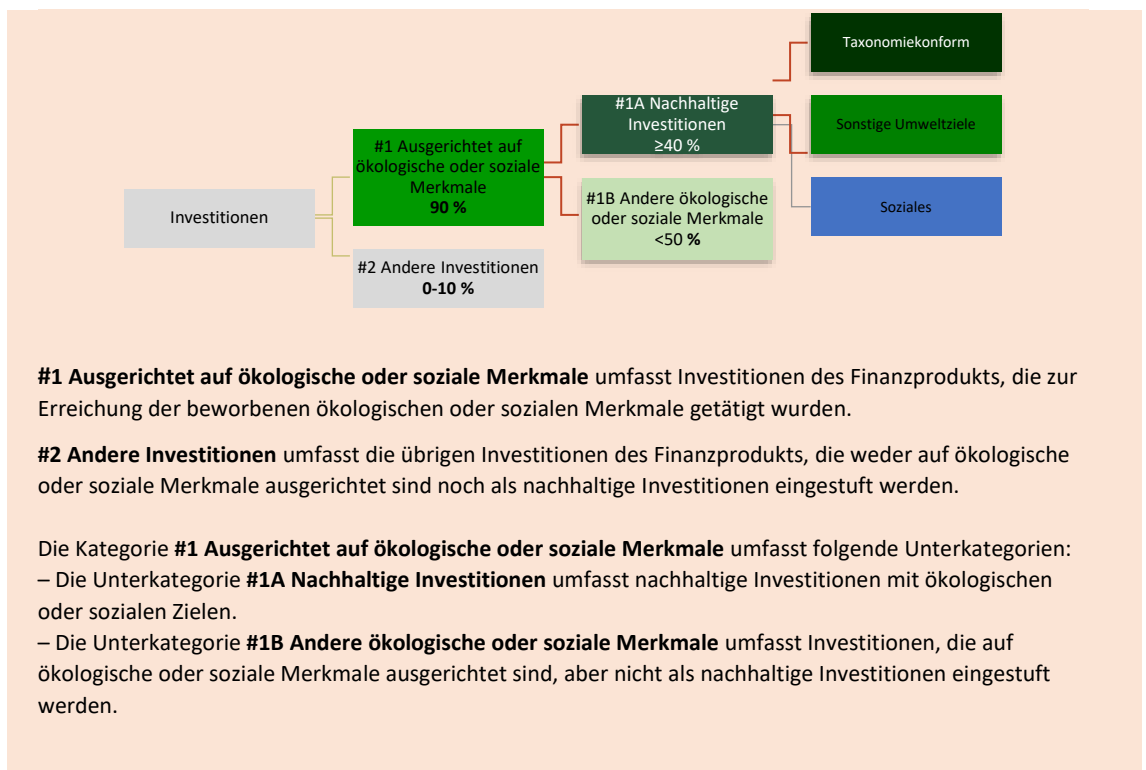 Taxonomiekonform
#1A Nachhaltige
Investitionen
≥40 %
Sonstige Umweltziele
#1 Ausgerichtet auf
ökologische oder soziale
Merkmale
90 %
#1B Andere ökologische
oder soziale Merkmale
<50 %
Soziales
Investitionen
#2 Andere Investitionen
0-10 %
#1 Ausgerichtet auf ökologische oder soziale Merkmale umfasst Investitionen des Finanzprodukts, die zur
Erreichung der beworbenen ökologischen oder sozialen Merkmale getätigt wurden.
#2 Andere Investitionen umfasst die übrigen Investitionen des Finanzprodukts, die weder auf ökologische
oder soziale Merkmale ausgerichtet sind noch als nachhaltige Investitionen eingestuft werden.
Die Kategorie #1 Ausgerichtet auf ökologische oder soziale Merkmale umfasst folgende Unterkategorien:
– Die Unterkategorie #1A Nachhaltige Investitionen umfasst nachhaltige Investitionen mit ökologischen
oder sozialen Zielen.
– Die Unterkategorie #1B Andere ökologische oder soziale Merkmale umfasst Investitionen, die auf
ökologische oder soziale Merkmale ausgerichtet sind, aber nicht als nachhaltige Investitionen eingestuft
werden.